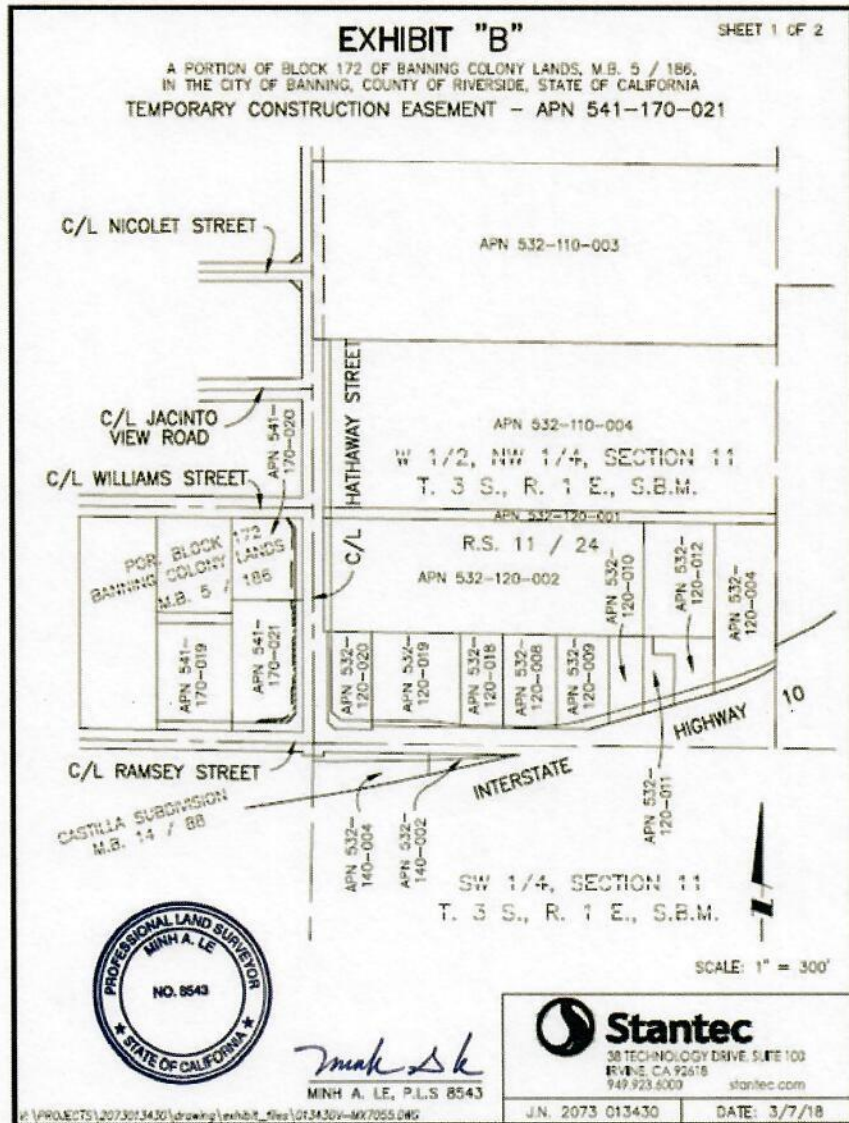 EXHIBIT "B"
SHEET 1 OF 2
A PORTION OF BLOCK 172 OF BANNING COLONY LANDS, M.B. 5 / 186,
IN THE CITY OF BANNING, COUNTY OF RIVERSIDE, STATE OF CALIFORNIA
TEMPORARY CONSTRUCTION EASEMENT – APN 541-170-021
C/L NICOLET STREET
APN 532-110-003
HATHAWAY STREET
C/L
C/L JACINTO
VIEW ROAD
APN 541-
170-020
APN 532-110-004
W 1/2, NW 1/4, SECTION 11
T. 3 S., R. 1 E., S.B.M.
C/L WILLIAMS STREET
APN 532-120-001
R.S. 11 / 24
APN 532-120-002
POR. BLOCK 172
BANNING COLONY LANDS
M.B. 5 / 186
APN 532-
120-010
APN 532-
120-012
APN 532-
120-004
APN 541-
170-019
APN 541-
170-021
APN 532-
120-020
APN 532-
120-019
APN 532-
120-018
APN 532-
120-008
APN 532-
120-009
C/L RAMSEY STREET
INTERSTATE
HIGHWAY
10
APN 532-
120-011
CASTILLA SUBDIVISION
M.B. 14 / 88
APN 532-
140-004
APN 532-
140-002
SW 1/4, SECTION 11
T. 3 S., R. 1 E., S.B.M.
SCALE: 1" = 300'
PROFESSIONAL LAND SURVEYOR
MINH A. LE
NO. 8543
STATE OF CALIFORNIA
MINH A. LE, P.L.S 8543
Stantec
38 TECHNOLOGY DRIVE, SUITE 100
IRVINE, CA 92618
949.923.6000 stantec.com
V:\PROJECTS\2073013430\drawing\exhibit_files\013430V-MX7055.DWG
J.N. 2073 013430
DATE: 3/7/18